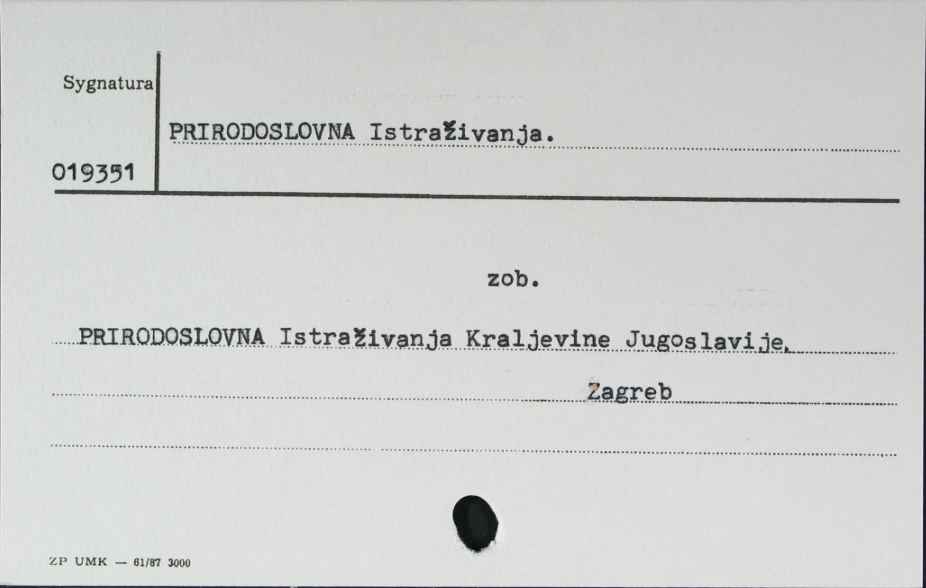 Sygnatura
PRIRODOSLOVNA Istraživanja.
019351
zob.
PRIRODOSLOVNA Istraživanja Kraljevine Jugoslavije.
Zagreb
ZP UMK — 61/87 3000